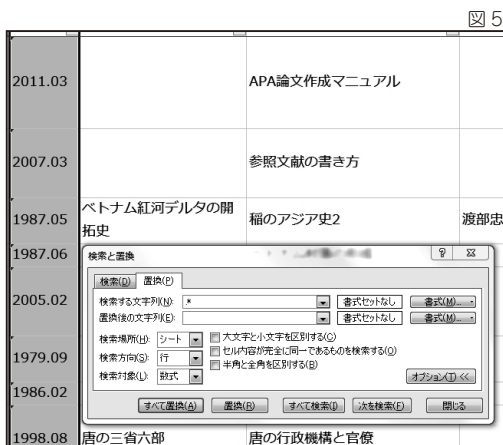 図 5
2011.03 APA論文作成マニュアル
2007.03 参照文献の書き方
1987.05 ベトナム紅河デルタの開拓史 稲のアジア史2 渡部忠
1987.06
検索と置換
検索(D) 置換(P)
2005.02
検索する文字列(N): * 書式セットなし 書式(M)...
置換後の文字列(E): 書式セットなし 書式(M)...
検索場所(H): シート 大文字と小文字を区別する(C)
1979.09
検索方向(S): 行 セル内容が完全に同一であるものを検索する(O)
検索対象(L): 数式 半角と全角を区別する(B)
オプション(T) <<
1986.02
すべて置換(A) 置換(R) すべて検索(I) 次を検索(F) 閉じる
1998.08 唐の三省六部 唐の行政機構と官僚